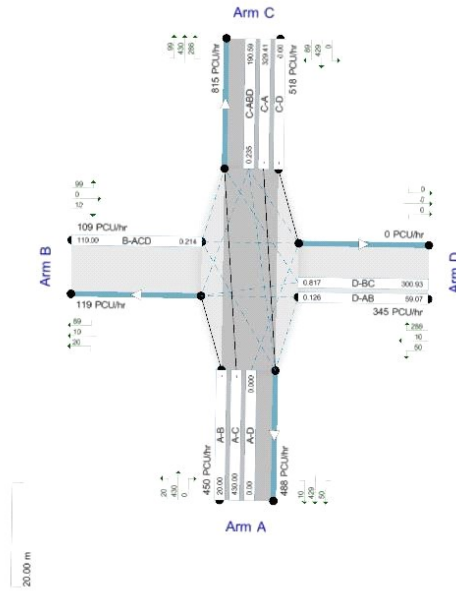 Arm C
99
430
286
89
429
0
815 PCU/hr
C-ABD
0.235
190.59
C-A
-
329.41
C-D
-
0.00
518 PCU/hr
99
0
12
0
0
0
109 PCU/hr
110.00 B-ACD 0.214
0 PCU/hr
Arm B
Arm D
0.817 D-BC 300.93
0.126 D-AB 59.07
119 PCU/hr
345 PCU/hr
89
10
20
286
10
50
450 PCU/hr
20.00 A-B -
430.00 A-C -
0.00 A-D 0.000
488 PCU/hr
20
430
0
10
429
50
Arm A
20.00 m